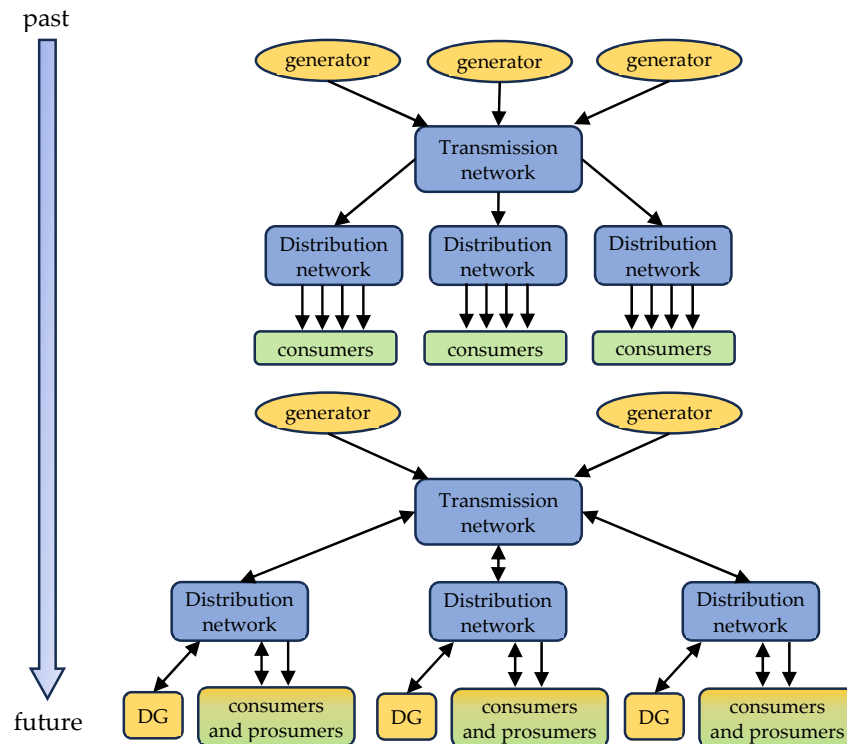 past
generator
generator
generator
Transmission
network
Distribution
network
Distribution
network
Distribution
network
consumers
consumers
consumers
generator
generator
Transmission
network
Distribution
network
Distribution
network
Distribution
network
DG
consumers
and prosumers
DG
consumers
and prosumers
DG
consumers
and prosumers
future